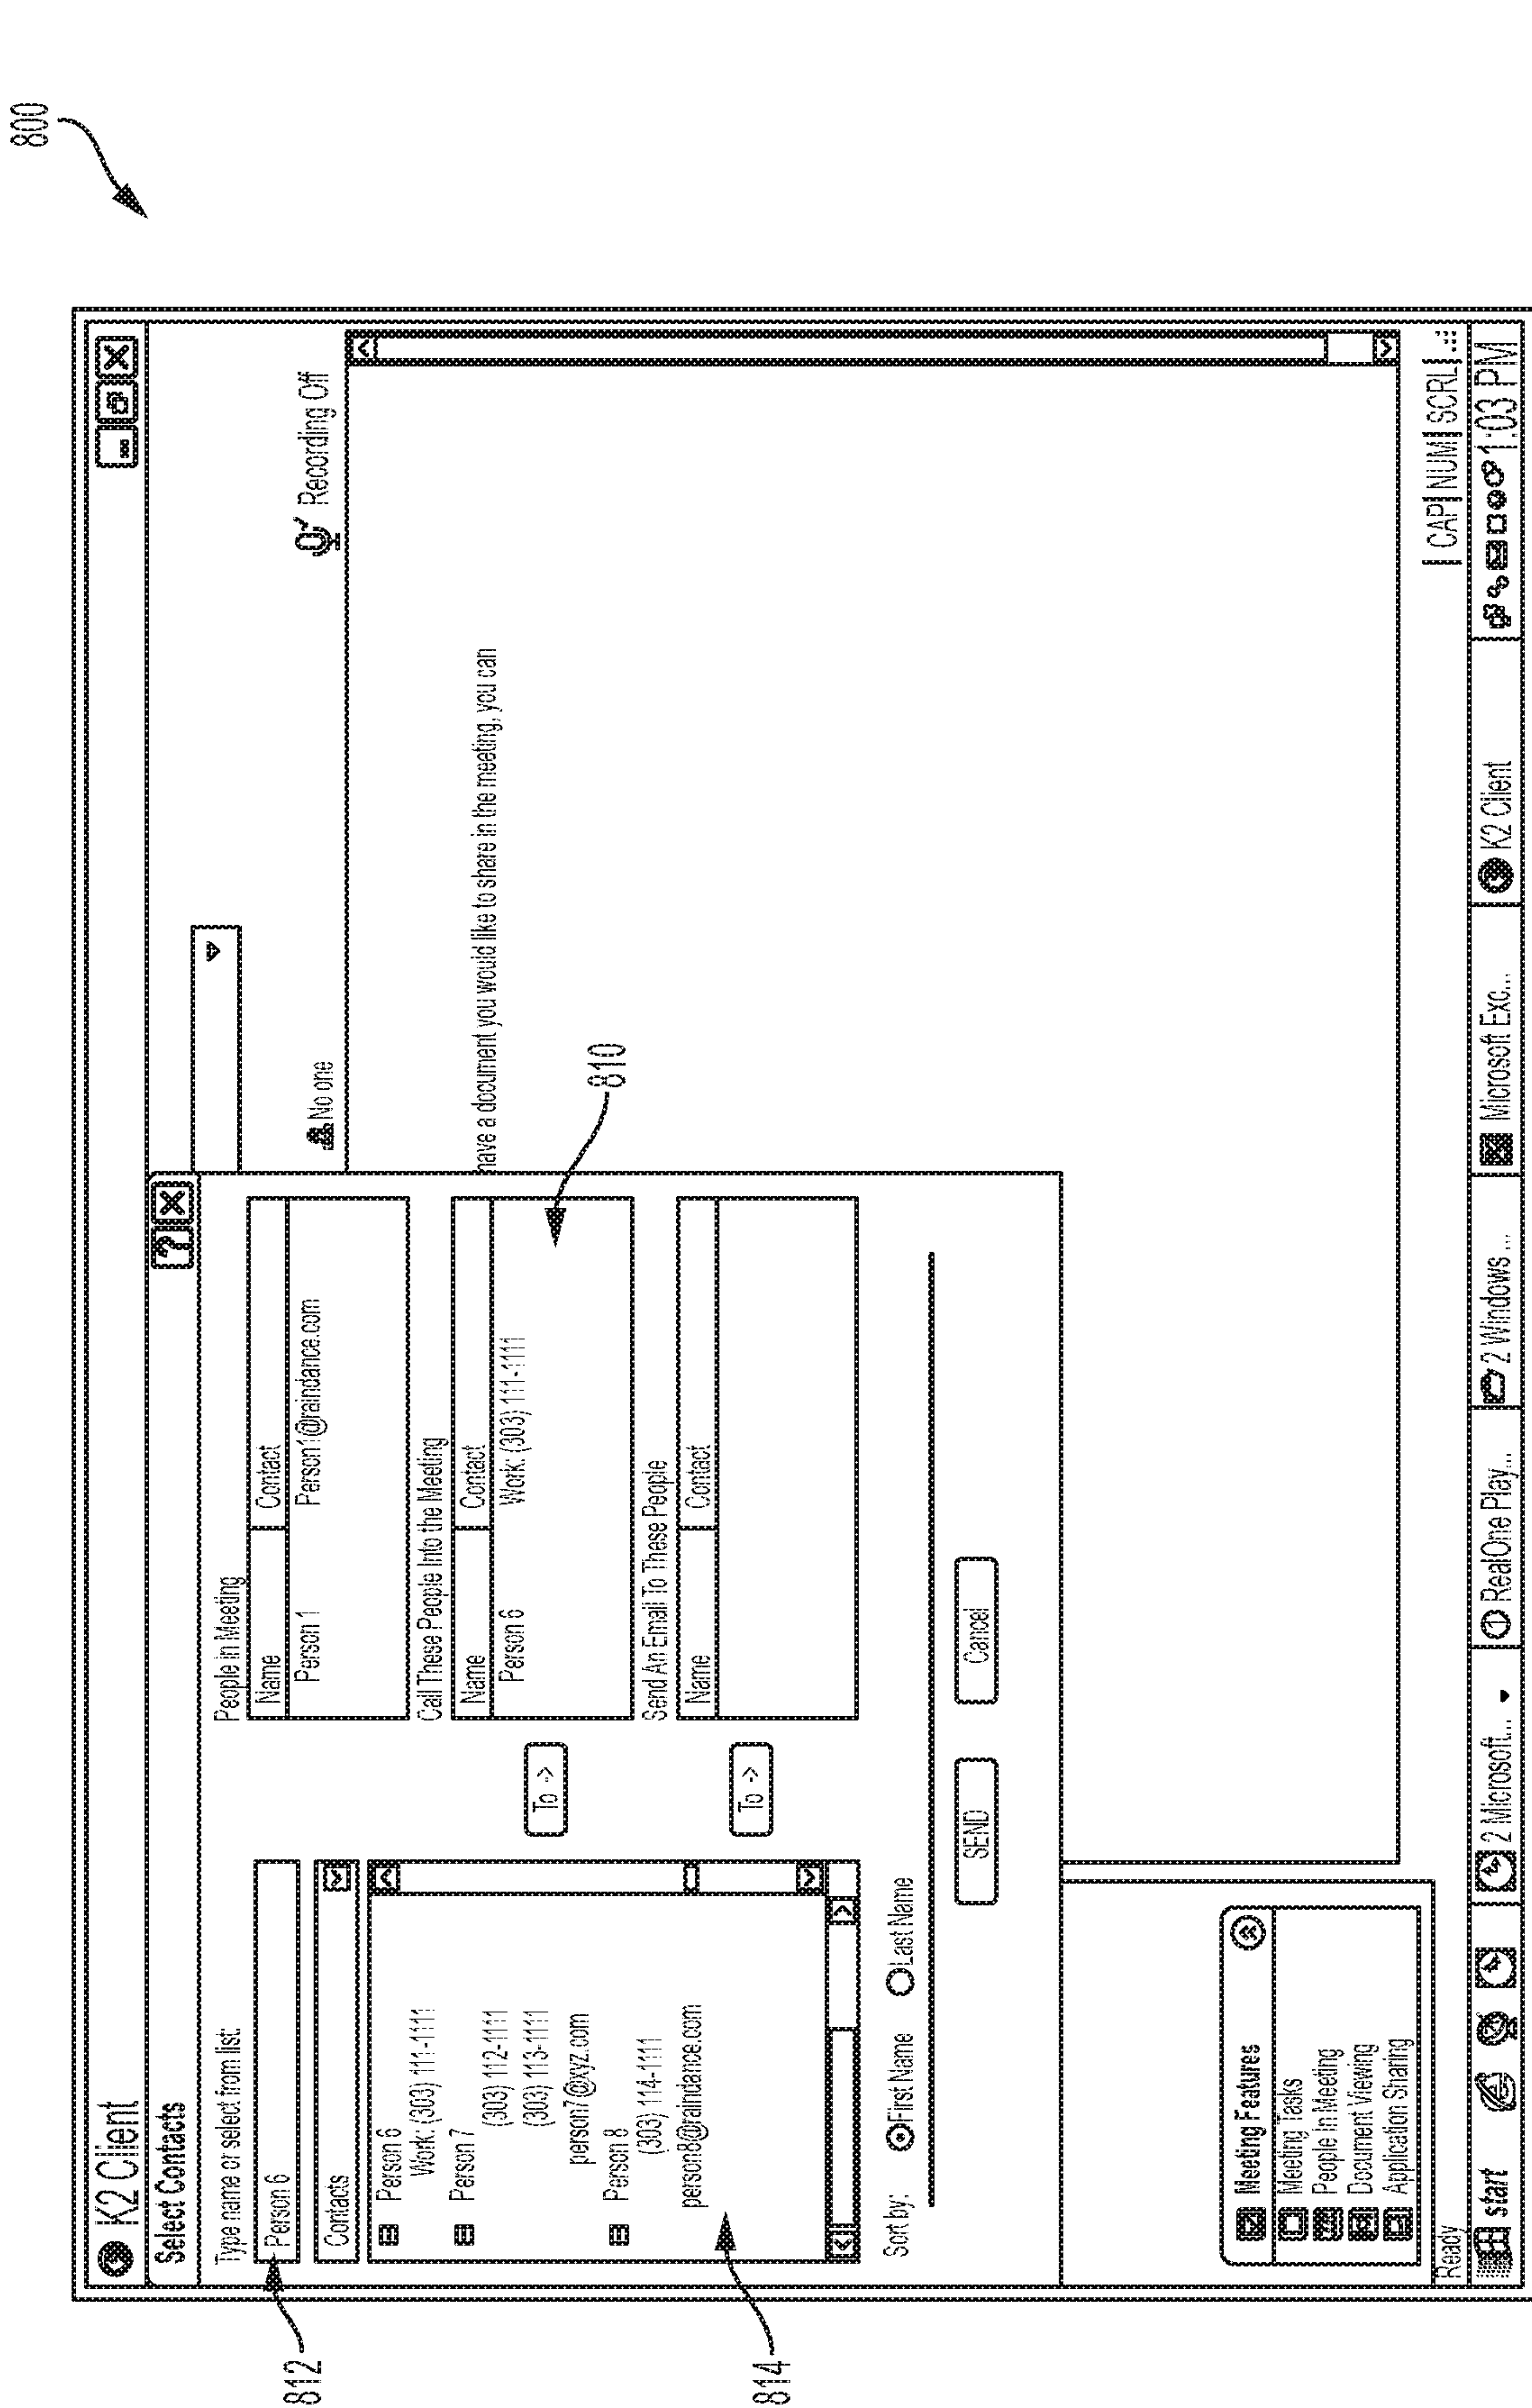 800
K2 Client
Select Contacts
Type name or select from list:
Person 6
Contacts
Person 6
Work: (303) 111-1111
Person 7
(303) 112-1111
(303) 113-1111
person7@xyz.com
Person 8
(303) 114-1111
person8@raindance.com
Sort by: First Name Last Name
To ->
To ->
People in Meeting
Name Contact
Person 1 Person1@raindance.com
Call These People Into the Meeting
Name Contact
Person 6 Work: (303) 111-1111
Send An Email To These People
Name Contact
SEND Cancel
No one
Recording Off
have a document you would like to share in the meeting, you can
810
812
814
Meeting Features
Meeting Tasks
People In Meeting
Document Viewing
Application Sharing
Ready
CAP NUM SCRL
start 2 Microsoft... RealOne Play... 2 Windows ... Microsoft Exc... K2 Client 1:03 PM